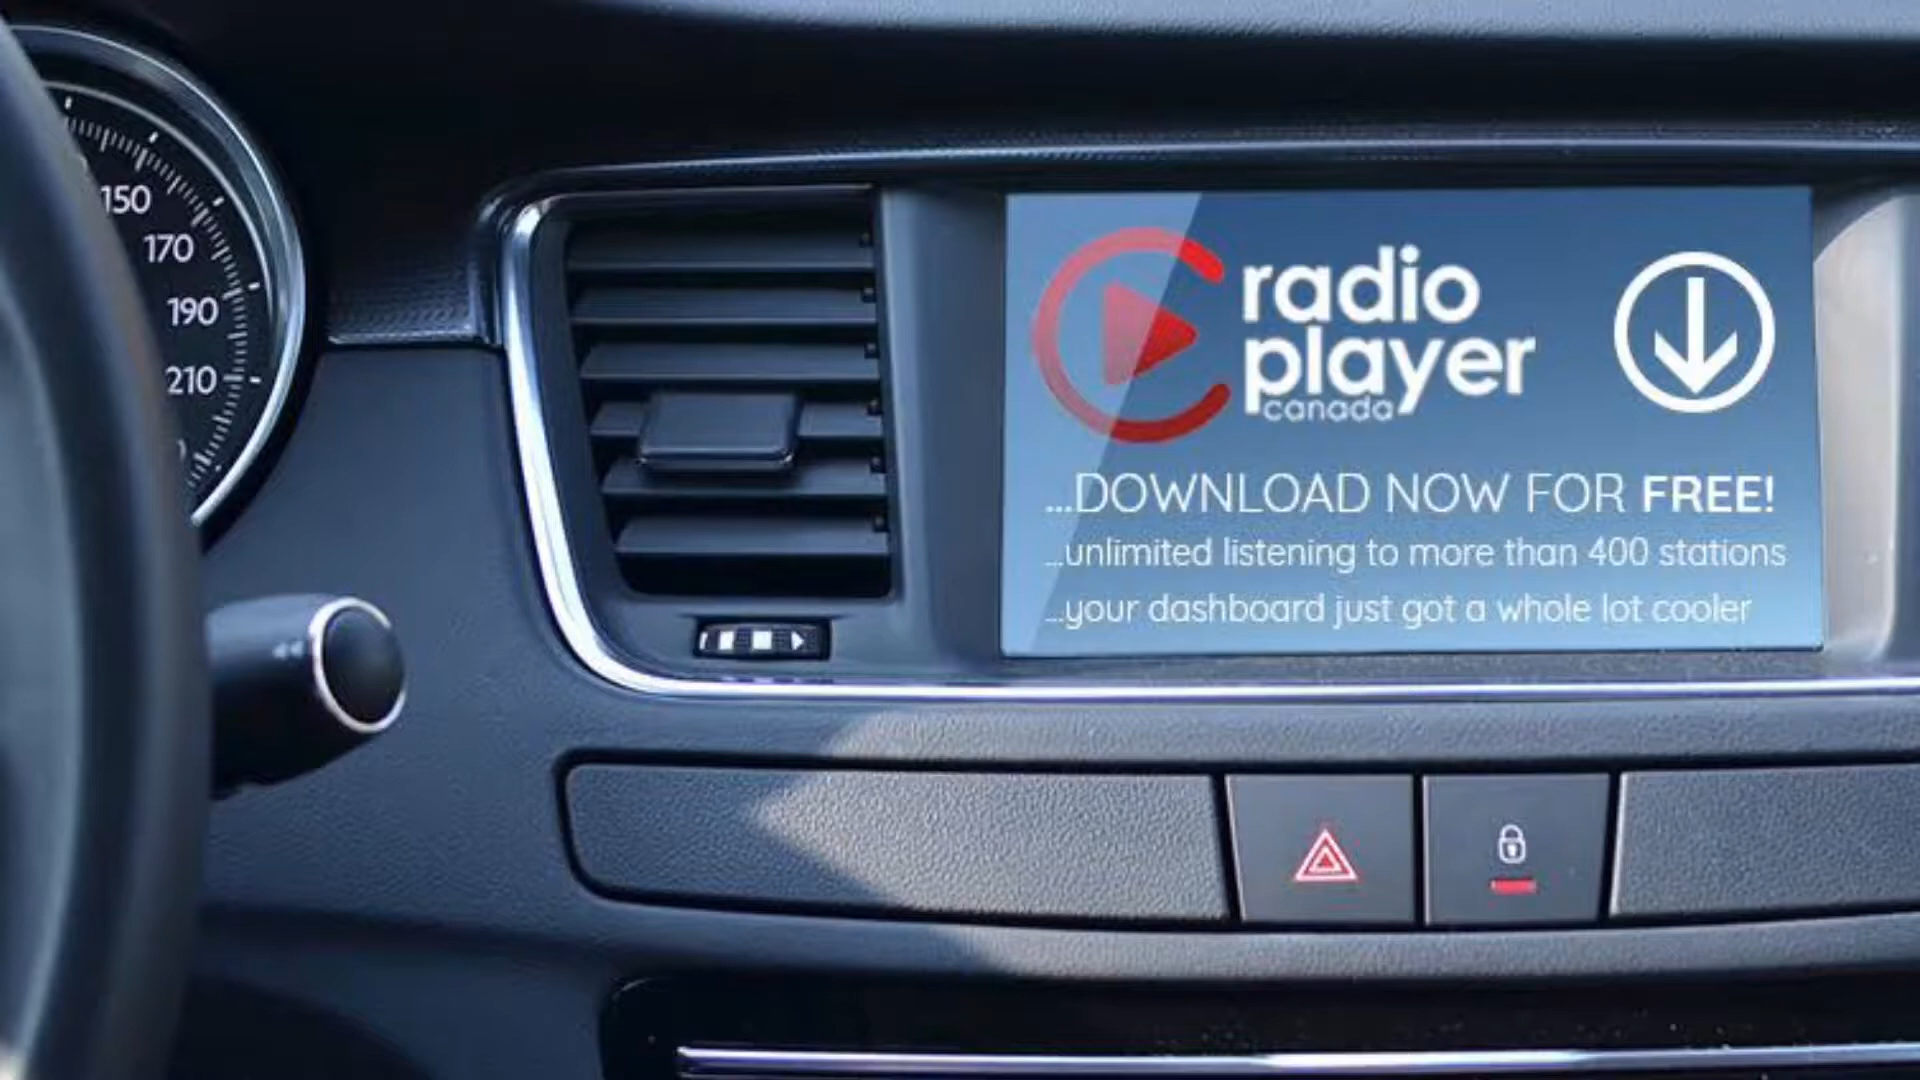 150
170
190
210
radio
player
canada
...DOWNLOAD NOW FOR FREE!
...unlimited listening to more than 400 stations
...your dashboard just got a whole lot cooler